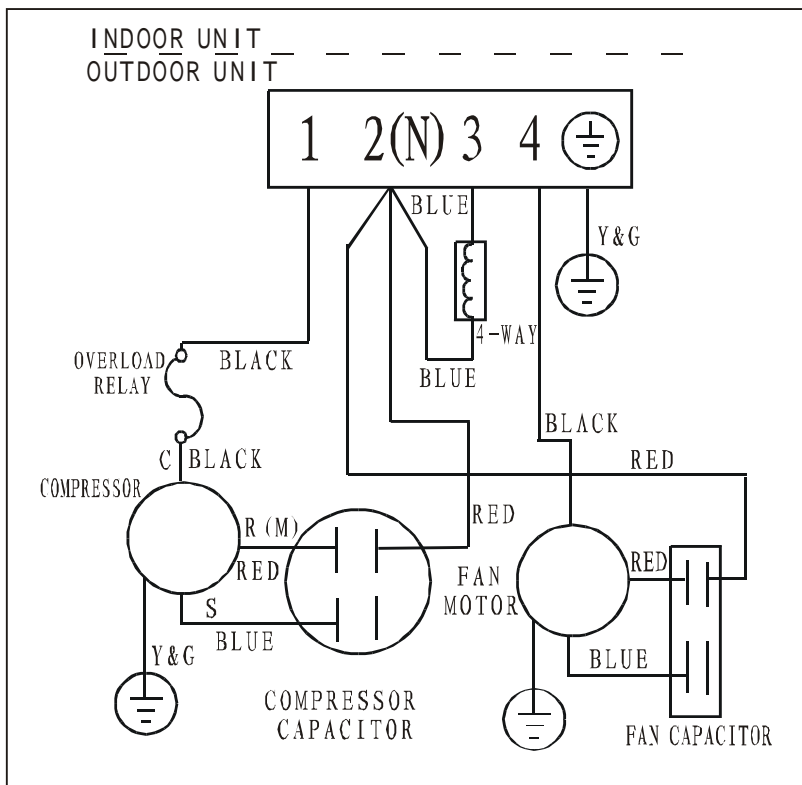 INDOOR UNIT
OUTDOOR UNIT
1 2(N) 3 4
BLUE
Y&G
4-WAY
BLUE
BLACK
OVERLOAD
RELAY
BLACK
RED
C BLACK
COMPRESSOR
R(M)
RED
RED
FAN
MOTOR
RED
S
BLUE
Y&G
BLUE
COMPRESSOR
CAPACITOR
FAN CAPACITOR